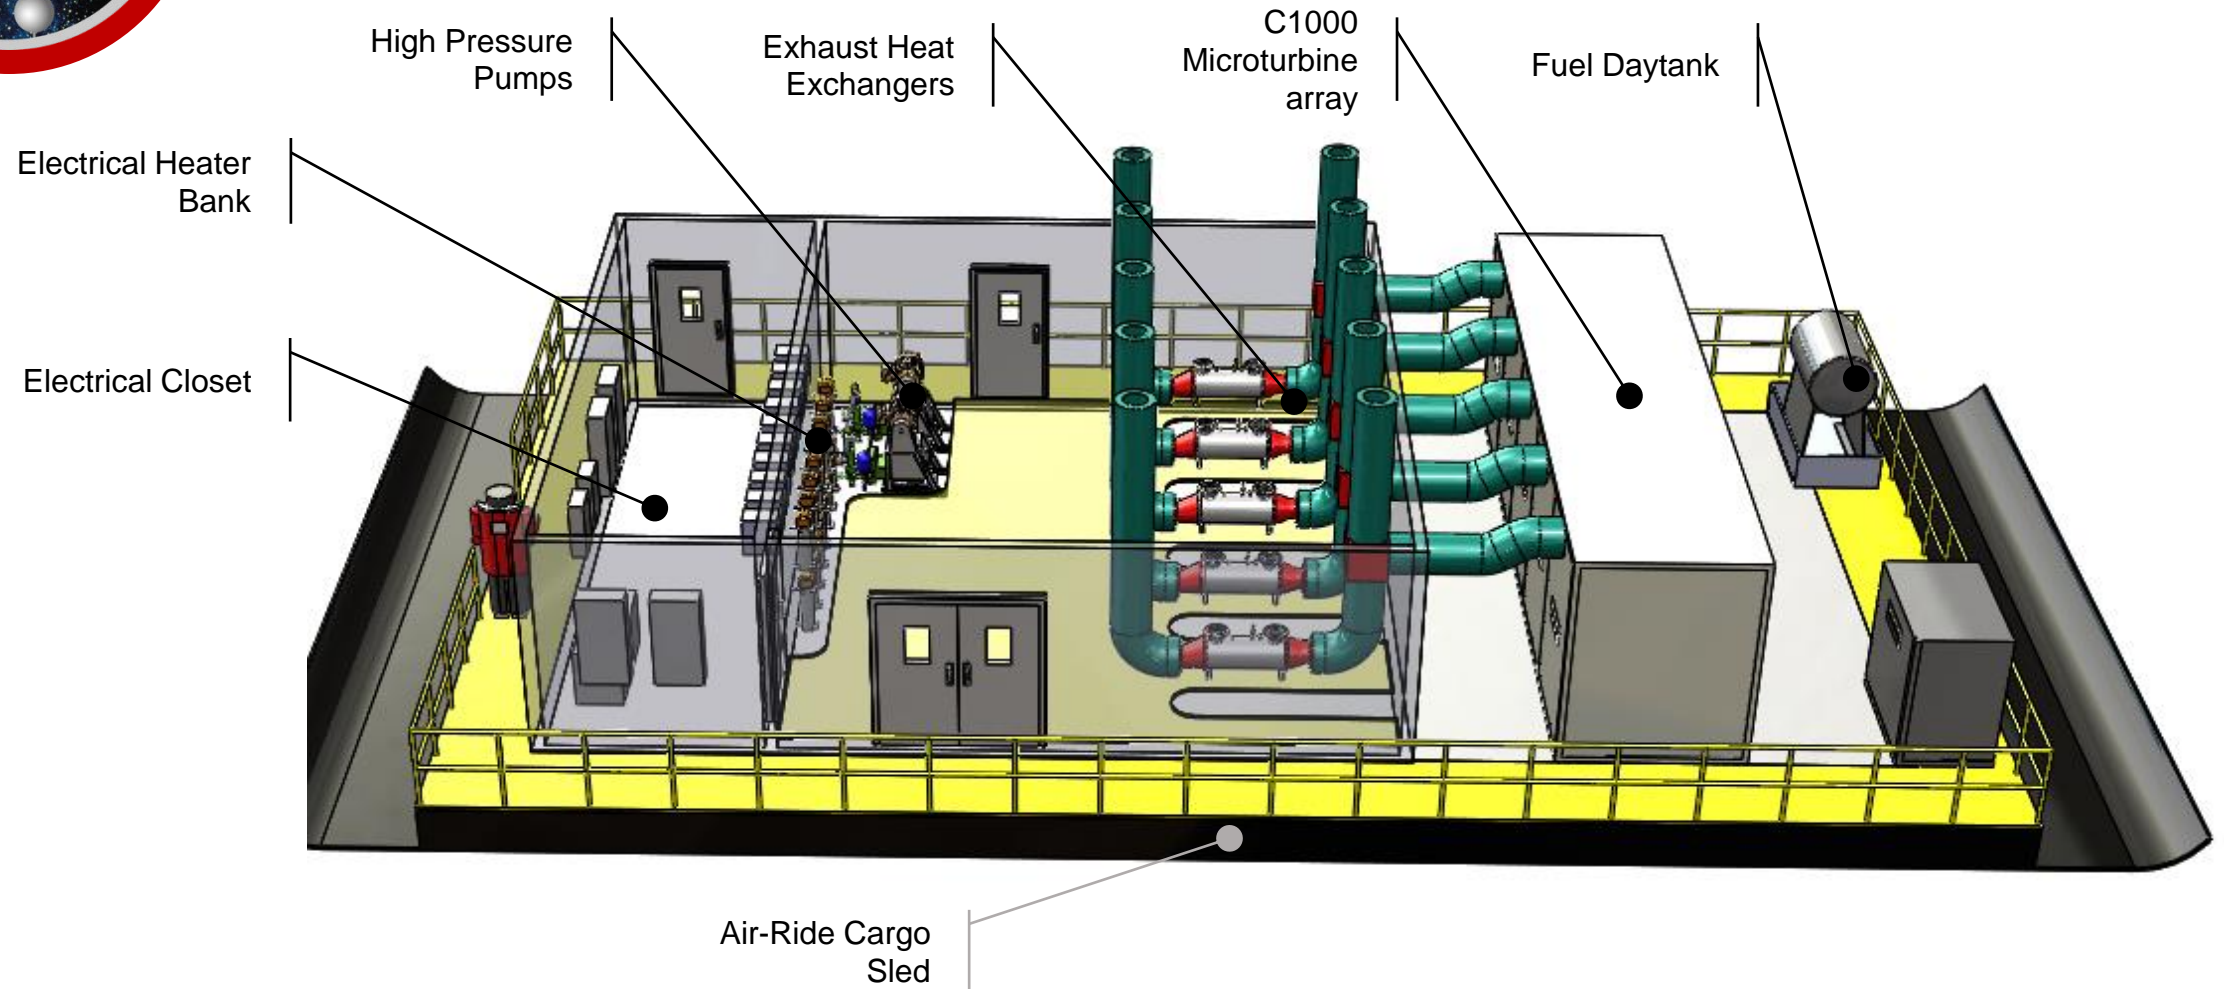 High Pressure
Pumps
Exhaust Heat
Exchangers
C1000
Microturbine
array
Fuel Daytank
Electrical Heater
Bank
Electrical Closet
Air-Ride Cargo
Sled